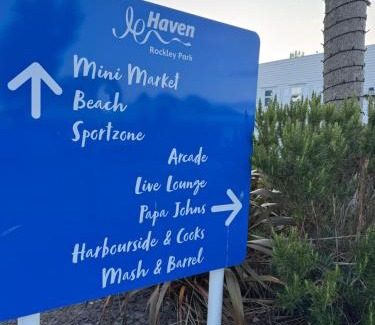 Haven
Rockley Park
Mini Market
Beach
Sportzone
Arcade
Live Lounge
Papa Johns
Harbourside & Cooks
Mash & Barrel